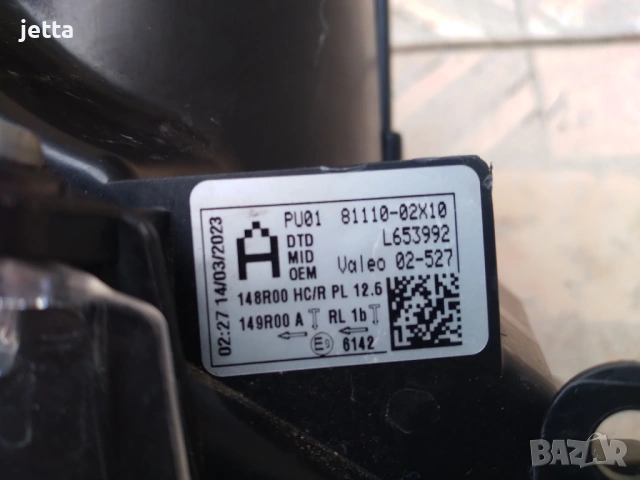 jetta
02:27 14/03/2023
PU01 81110-02X10
DTD L653992
MID
OEM Valeo 02-527
148R00 HC/R PL 12.6
149R00 A RL 1b
6142
BAZAR